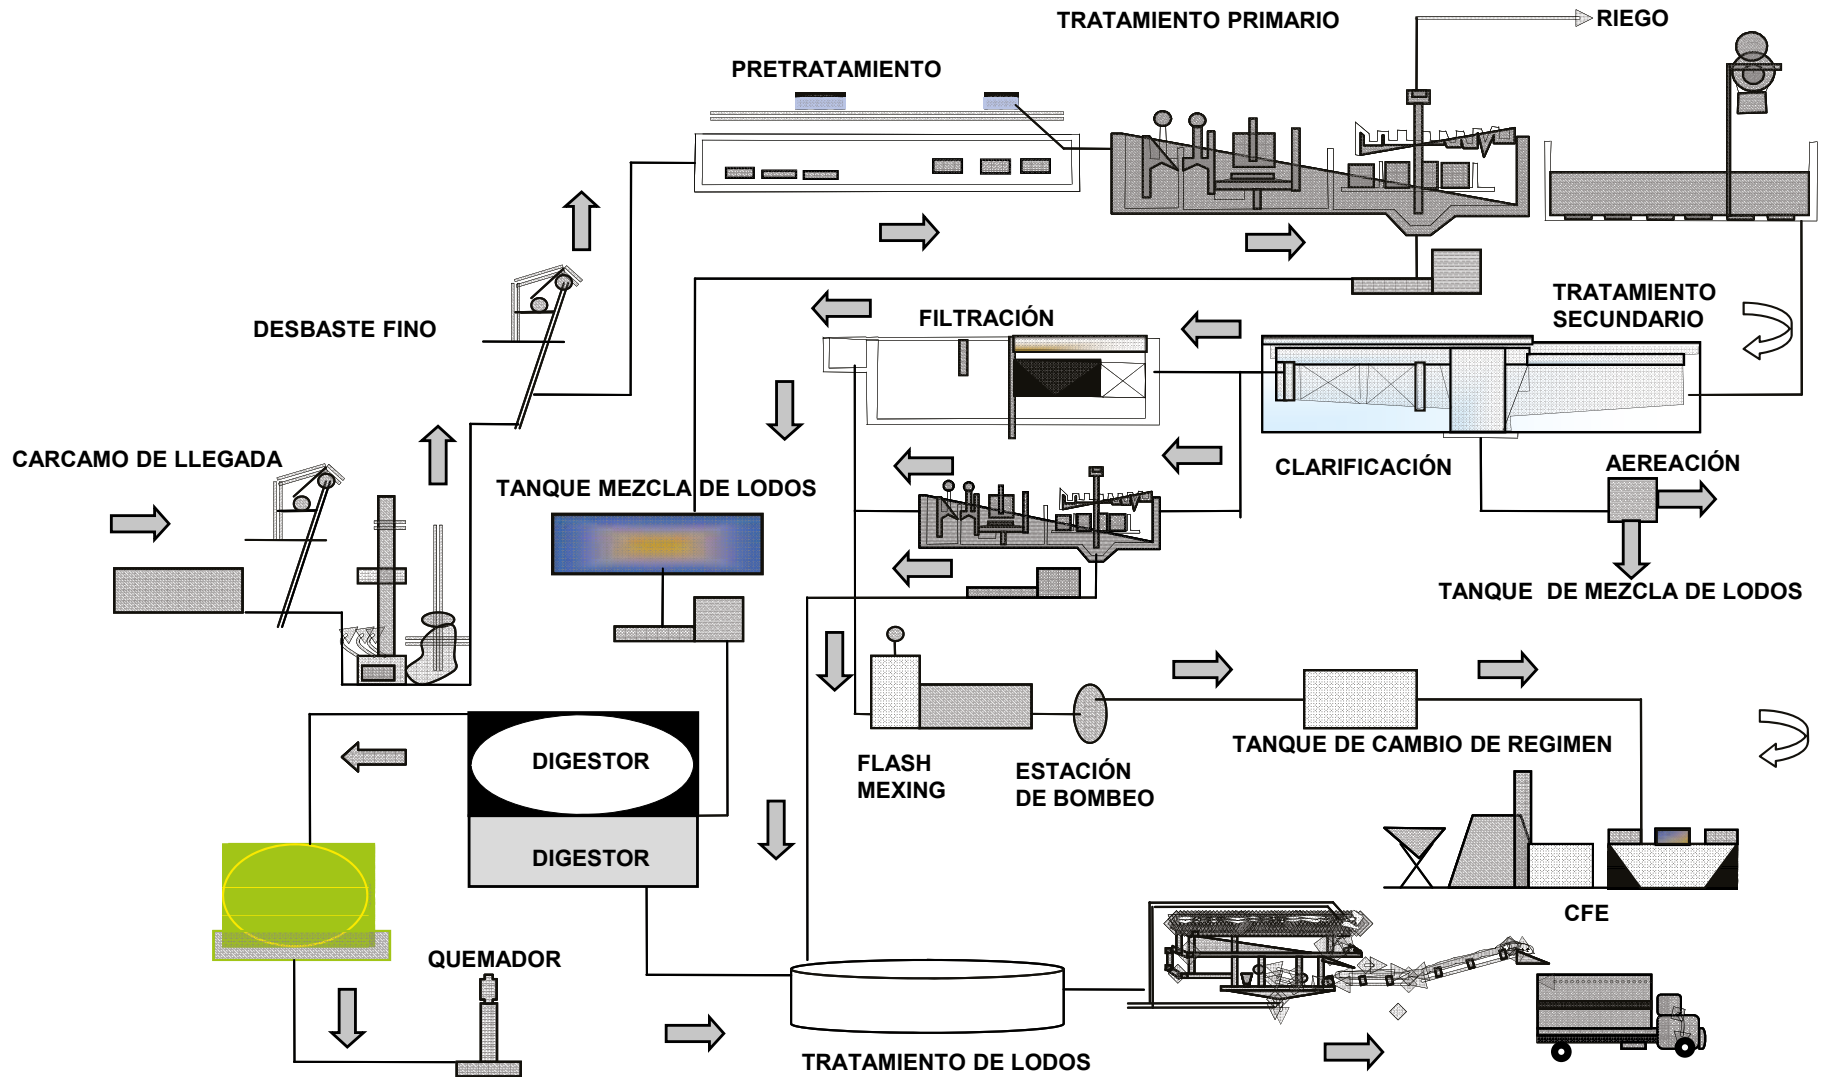 TRATAMIENTO PRIMARIO
RIEGO
PRETRATAMIENTO
DESBASTE FINO
FILTRACIÓN
TRATAMIENTO
SECUNDARIO
CARCAMO DE LLEGADA
TANQUE MEZCLA DE LODOS
CLARIFICACIÓN
AEREACIÓN
TANQUE DE MEZCLA DE LODOS
DIGESTOR
DIGESTOR
FLASH
MEXING
ESTACIÓN
DE BOMBEO
TANQUE DE CAMBIO DE REGIMEN
CFE
QUEMADOR
TRATAMIENTO DE LODOS